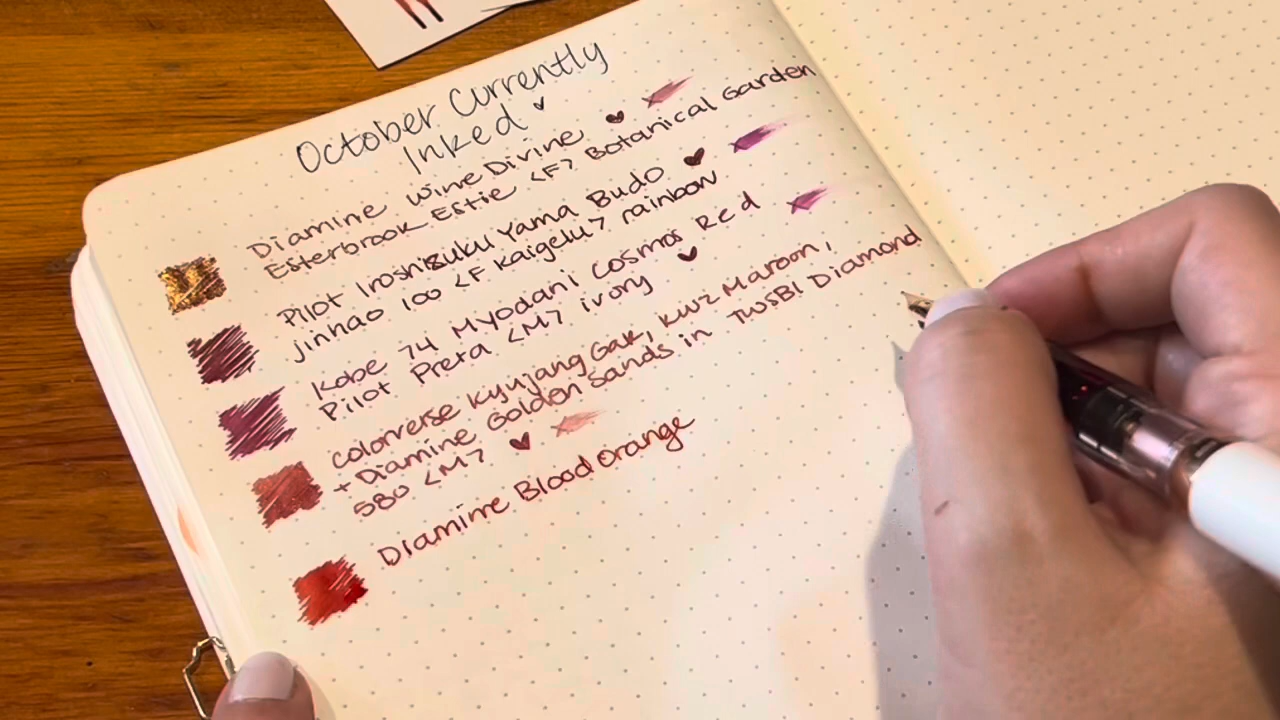 October Currently
Inked
Diamine Wine Divine
Esterbrook Estie <F> Botanical Garden
Pilot Iroshizuku Yama Budo
Jinhao 100 <F Kaigelu> rainbow
Kobe 74 Myodani Cosmos Red
Pilot Preta <M> ivory
Colorverse Kyujang Gak, KWZ Maroon,
+ Diamine Golden Sands in TWSBI Diamond
580 <M>
Diamine Blood Orange